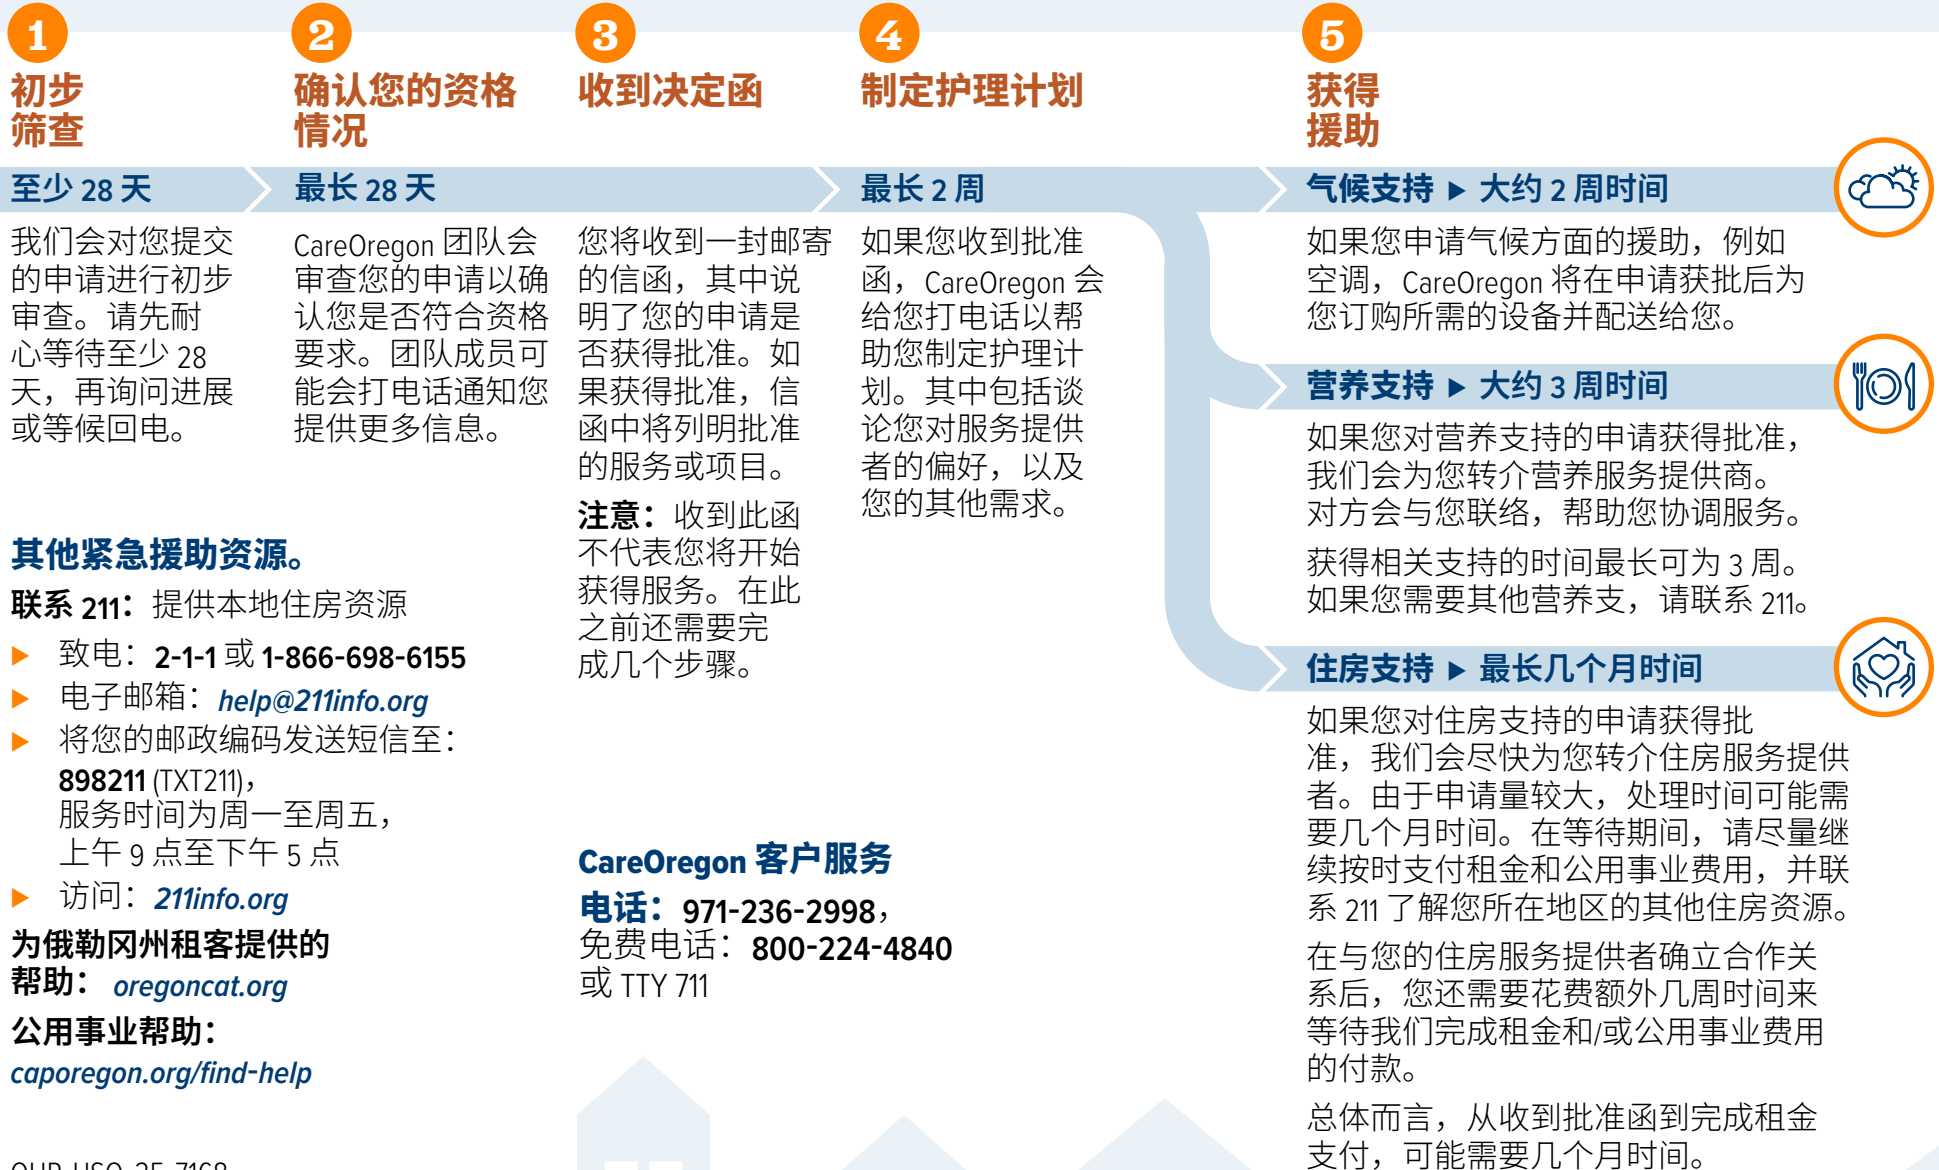 1
初步
筛查
至少 28 天
我们会对您提交
的申请进行初步
审查。请先耐
心等待至少 28
天，再询问进展
或等候回电。
2
确认您的资格
情况
最长 28 天
CareOregon 团队会
审查您的申请以确
认您是否符合资格
要求。团队成员可
能会打电话通知您
提供更多信息。
3
收到决定函
您将收到一封邮寄
的信函，其中说
明了您的申请是
否获得批准。如
果获得批准，信
函中将列明批准
的服务或项目。
注意：收到此函
不代表您将开始
获得服务。在此
之前还需要完
成几个步骤。
4
制定护理计划
最长 2 周
如果您收到批准
函，CareOregon 会
给您打电话以帮
助您制定护理计
划。其中包括谈
论您对服务提供
者的偏好，以及
您的其他需求。
5
获得
援助
气候支持 ▶ 大约 2 周时间
如果您申请气候方面的援助，例如
空调，CareOregon 将在申请获批后为
您订购所需的设备并配送给您。
营养支持 ▶ 大约 3 周时间
如果您对营养支持的申请获得批准，
我们会为您转介营养服务提供商。
对方会与您联络，帮助您协调服务。
获得相关支持的时间最长可为 3 周。
如果您需要其他营养支，请联系 211。
住房支持 ▶ 最长几个月时间
如果您对住房支持的申请获得批
准，我们会尽快为您转介住房服务提供
者。由于申请量较大，处理时间可能需
要几个月时间。在等待期间，请尽量继
续按时支付租金和公用事业费用，并联
系 211 了解您所在地区的其他住房资源。
在与您的住房服务提供者确立合作关
系后，您还需要花费额外几周时间来
等待我们完成租金和/或公用事业费用
的付款。
总体而言，从收到批准函到完成租金
支付，可能需要几个月时间。
其他紧急援助资源。
联系 211：提供本地住房资源
▶ 致电：2-1-1 或 1-866-698-6155
▶ 电子邮箱：help@211info.org
▶ 将您的邮政编码发送短信至：
898211 (TXT211)，
服务时间为周一至周五，
上午 9 点至下午 5 点
▶ 访问：211info.org
为俄勒冈州租客提供的
帮助：oregoncat.org
公用事业帮助：
caporegon.org/find-help
CareOregon 客户服务
电话：971-236-2998，
免费电话：800-224-4840
或 TTY 711